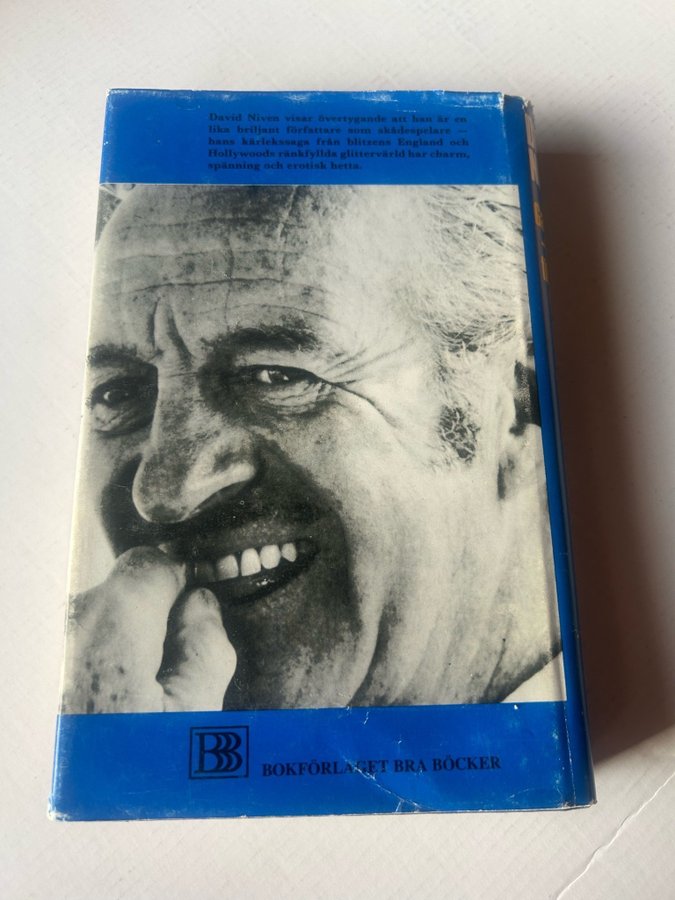 David Niven visar övertygande att han är en
lika briljant författare som skådespelare —
hans kärlekssaga från blitzens England och
Hollywoods ränkfyllda glittervärld har charm,
spänning och erotisk hetta.
BBB
BOKFÖRLAGET BRA BÖCKER